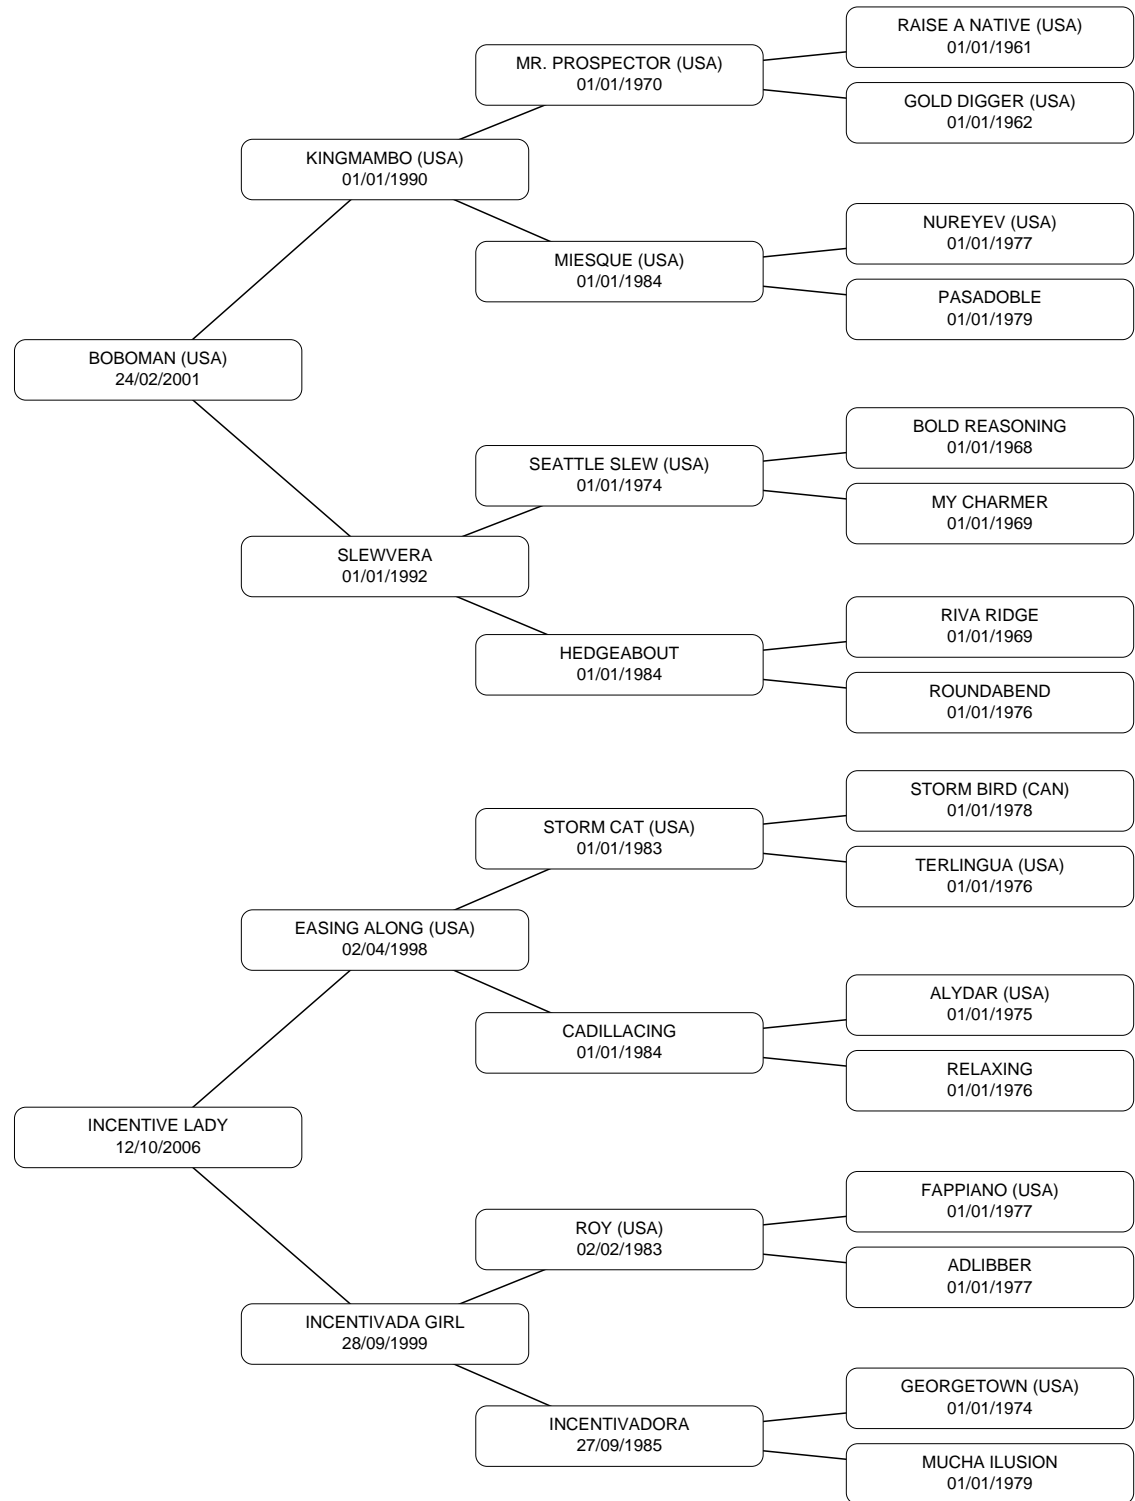 RAISE A NATIVE (USA)
01/01/1961
MR. PROSPECTOR (USA)
01/01/1970
GOLD DIGGER (USA)
01/01/1962
KINGMAMBO (USA)
01/01/1990
NUREYEV (USA)
01/01/1977
MIESQUE (USA)
01/01/1984
PASADOBLE
01/01/1979
BOBOMAN (USA)
24/02/2001
BOLD REASONING
01/01/1968
SEATTLE SLEW (USA)
01/01/1974
MY CHARMER
01/01/1969
SLEWVERA
01/01/1992
RIVA RIDGE
01/01/1969
HEDGEABOUT
01/01/1984
ROUNDABEND
01/01/1976
STORM BIRD (CAN)
01/01/1978
STORM CAT (USA)
01/01/1983
TERLINGUA (USA)
01/01/1976
EASING ALONG (USA)
02/04/1998
ALYDAR (USA)
01/01/1975
CADILLACING
01/01/1984
RELAXING
01/01/1976
INCENTIVE LADY
12/10/2006
FAPPIANO (USA)
01/01/1977
ROY (USA)
02/02/1983
ADLIBBER
01/01/1977
INCENTIVADA GIRL
28/09/1999
GEORGETOWN (USA)
01/01/1974
INCENTIVADORA
27/09/1985
MUCHA ILUSION
01/01/1979